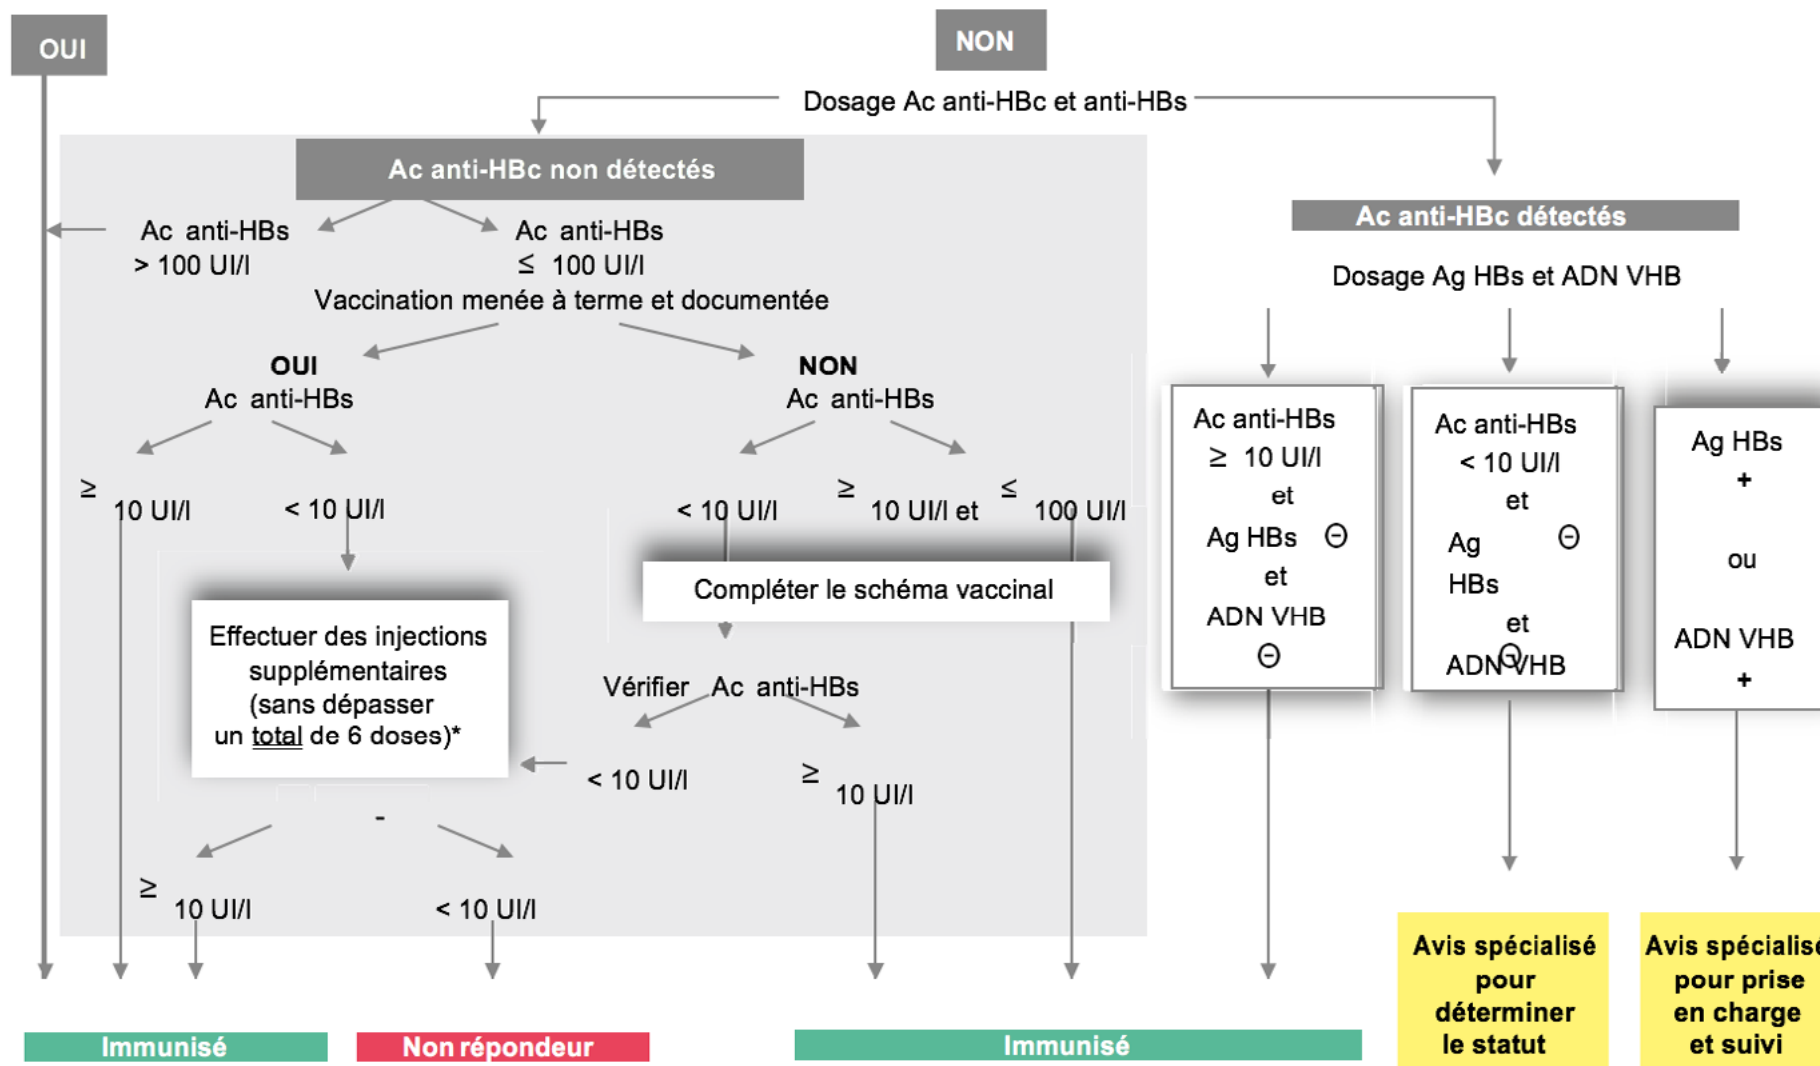 OUI
NON
Dosage Ac anti-HBc et anti-HBs
Ac anti-HBc non détectés
Ac anti-HBs
> 100 UI/l
Ac anti-HBs
≤ 100 UI/l
Vaccination menée à terme et documentée
OUI
Ac anti-HBs
NON
Ac anti-HBs
≥
10 UI/l
< 10 UI/l
< 10 UI/l
≥
10 UI/l et
≤
100 UI/l
Effectuer des injections
supplémentaires
(sans dépasser
un total de 6 doses)*
Compléter le schéma vaccinal
Vérifier Ac anti-HBs
< 10 UI/l
≥
10 UI/l
-
≥
10 UI/l
< 10 UI/l
Ac anti-HBc détectés
Dosage Ag HBs et ADN VHB
Ac anti-HBs
≥ 10 UI/l
et
Ag HBs ⊖
et
ADN VHB
⊖
Ac anti-HBs
< 10 UI/l
et
Ag ⊖
HBs
et
ADN VHB
⊖
Ag HBs
+
ou
ADN VHB
+
Immunisé
Non répondeur
Immunisé
Avis spécialisé
pour
déterminer
le statut
Avis spécialisé
pour prise
en charge
et suivi